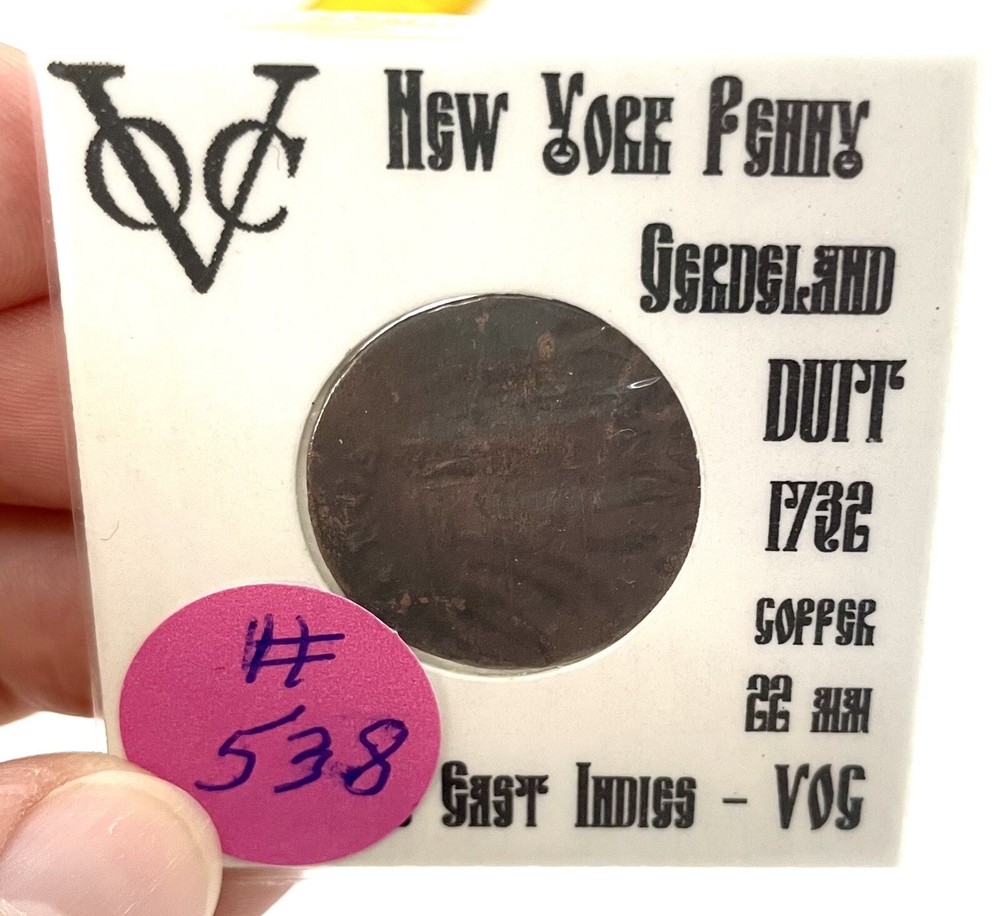 VOC
New York Penny
Gerdeland
DUIT
1732
COPPER
22 MM
East Indies - VOC
#
538